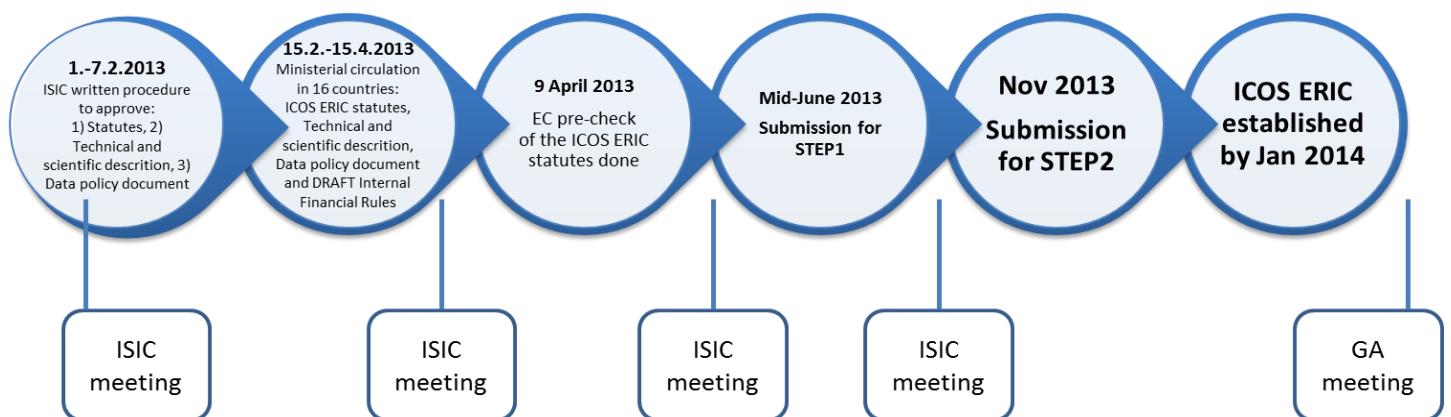 1.-7.2.2013
ISIC written procedure
to approve:
1) Statutes, 2)
Technical and
scientific descrition, 3)
Data policy document
15.2.-15.4.2013
Ministerial circulation
in 16 countries:
ICOS ERIC statutes,
Technical and
scientific descrition,
Data policy document
and DRAFT Internal
Financial Rules
9 April 2013
EC pre-check
of the ICOS ERIC
statutes done
Mid-June 2013
Submission for
STEP1
Nov 2013
Submission
for STEP2
ICOS ERIC
established
by Jan 2014
ISIC
meeting
ISIC
meeting
ISIC
meeting
ISIC
meeting
GA
meeting